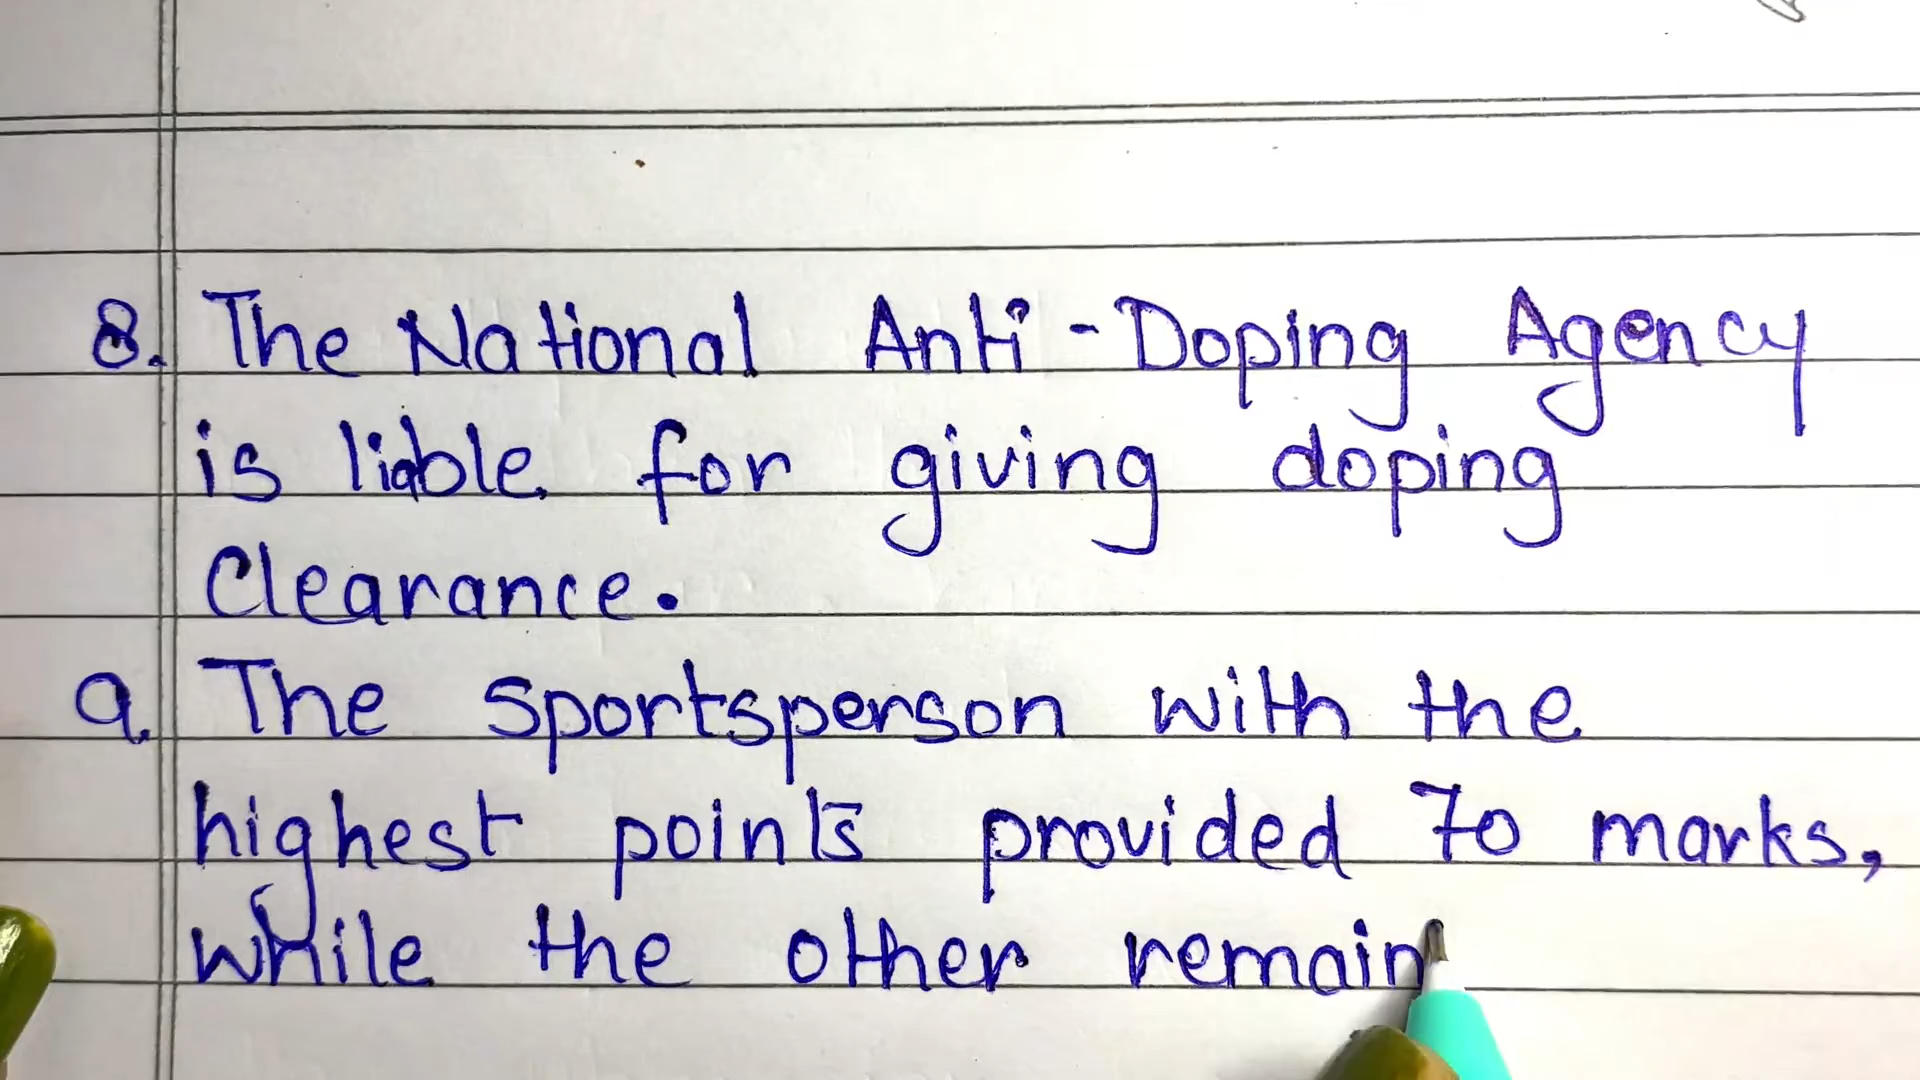 8. The National Anti-Doping Agency
is liable for giving doping
Clearance.
9. The sportsperson with the
highest points provided 70 marks,
while the other remain